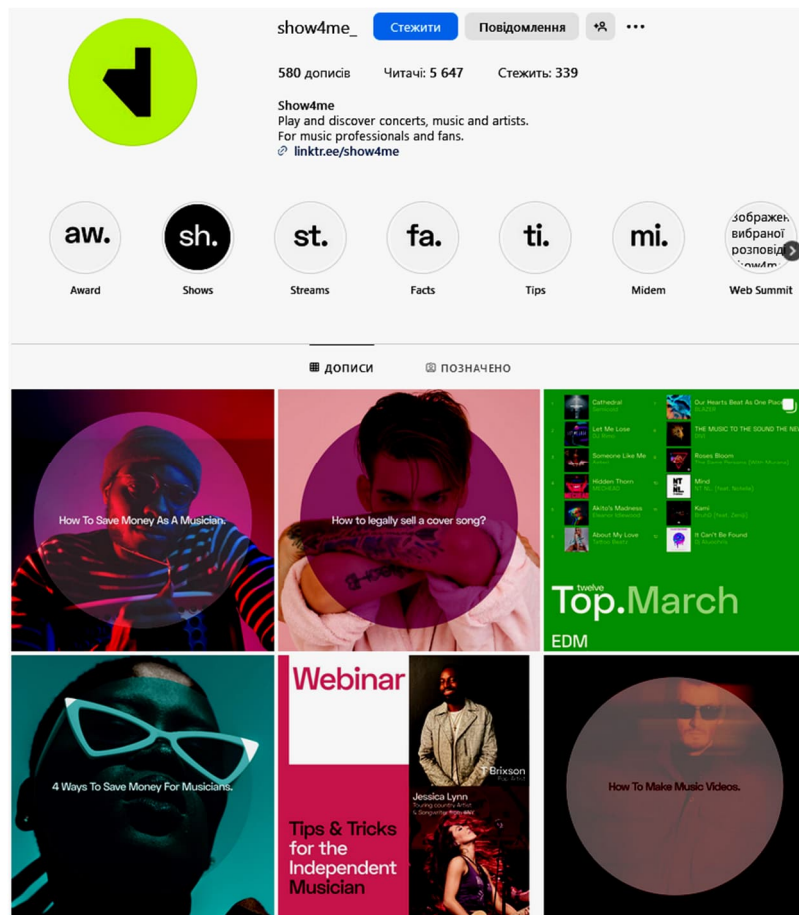 show4me_
Стежити
Повідомлення
580 дописів
Читачі: 5 647
Стежить: 339
Show4me
Play and discover concerts, music and artists.
For music professionals and fans.
linktr.ee/show4me
aw.
sh.
st.
fa.
ti.
mi.
Зображен
вибраної
розповіді
Award
Shows
Streams
Facts
Tips
Midem
Web Summit
ДОПИСИ
ПОЗНАЧЕНО
How To Save Money As A Musician.
How to legally sell a cover song?
Cathedral
Let Me Lose
Someone Like Me
Hidden Thorn
Akito's Madness
About My Love
Our Hearts Beat As One Place
BLAZER
THE MUSIC TO THE SOUND THE NE
Roses Bloom
Mind
Kami
It Can't Be Found
twelve
Top.March
EDM
4 Ways To Save Money For Musicians.
Webinar
T'Brixson
Pop Artist
Jessica Lynn
Touring country Artist
& Songwriter from NYC
Tips & Tricks
for the
Independent
Musician
How To Make Music Videos.